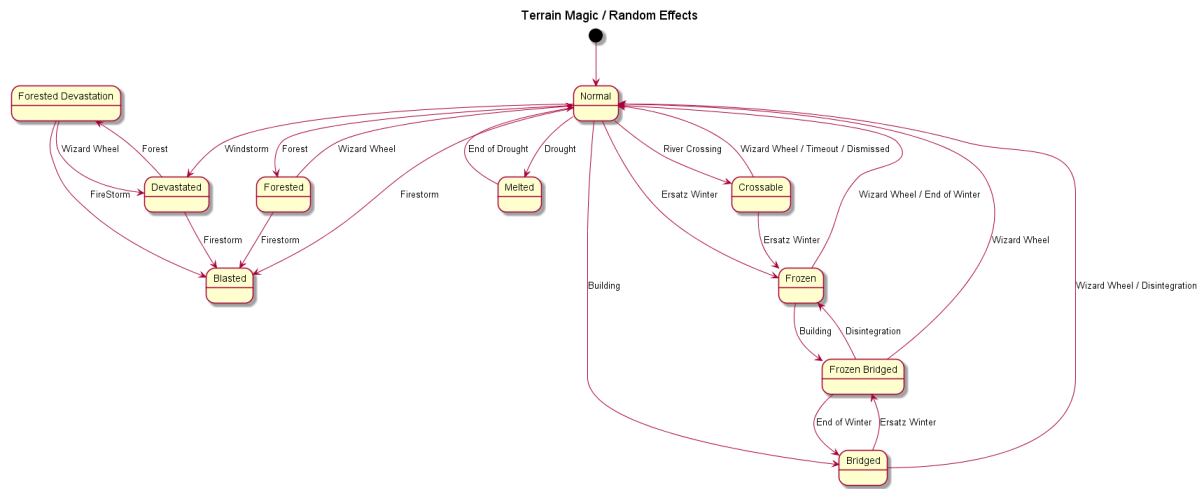 Terrain Magic / Random Effects
Forested Devastation
Normal
Wizard Wheel
Forest
Windstorm
Forest
Wizard Wheel
End of Drought
Drought
River Crossing
Wizard Wheel / Timeout / Dismissed
FireStorm
Devastated
Forested
Firestorm
Melted
Ersatz Winter
Crossable
Wizard Wheel / End of Winter
Firestorm
Firestorm
Ersatz Winter
Wizard Wheel
Blasted
Building
Frozen
Wizard Wheel / Disintegration
Building
Disintegration
Frozen Bridged
End of Winter
Ersatz Winter
Bridged